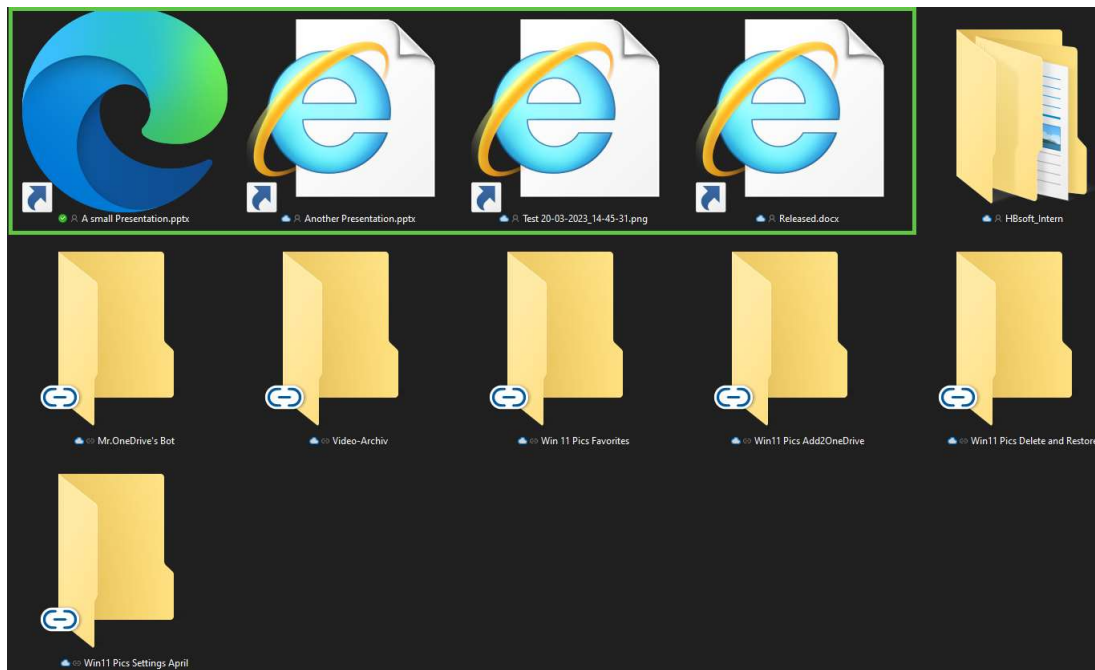 A small Presentation.pptx
Another Presentation.pptx
Test 20-03-2023_14-45-31.png
Released.docx
HBsoft_Intern
Mr.OneDrive's Bot
Video-Archiv
Win 11 Pics Favorites
Win11 Pics Add2OneDrive
Win11 Pics Delete and Restore
Win11 Pics Settings April